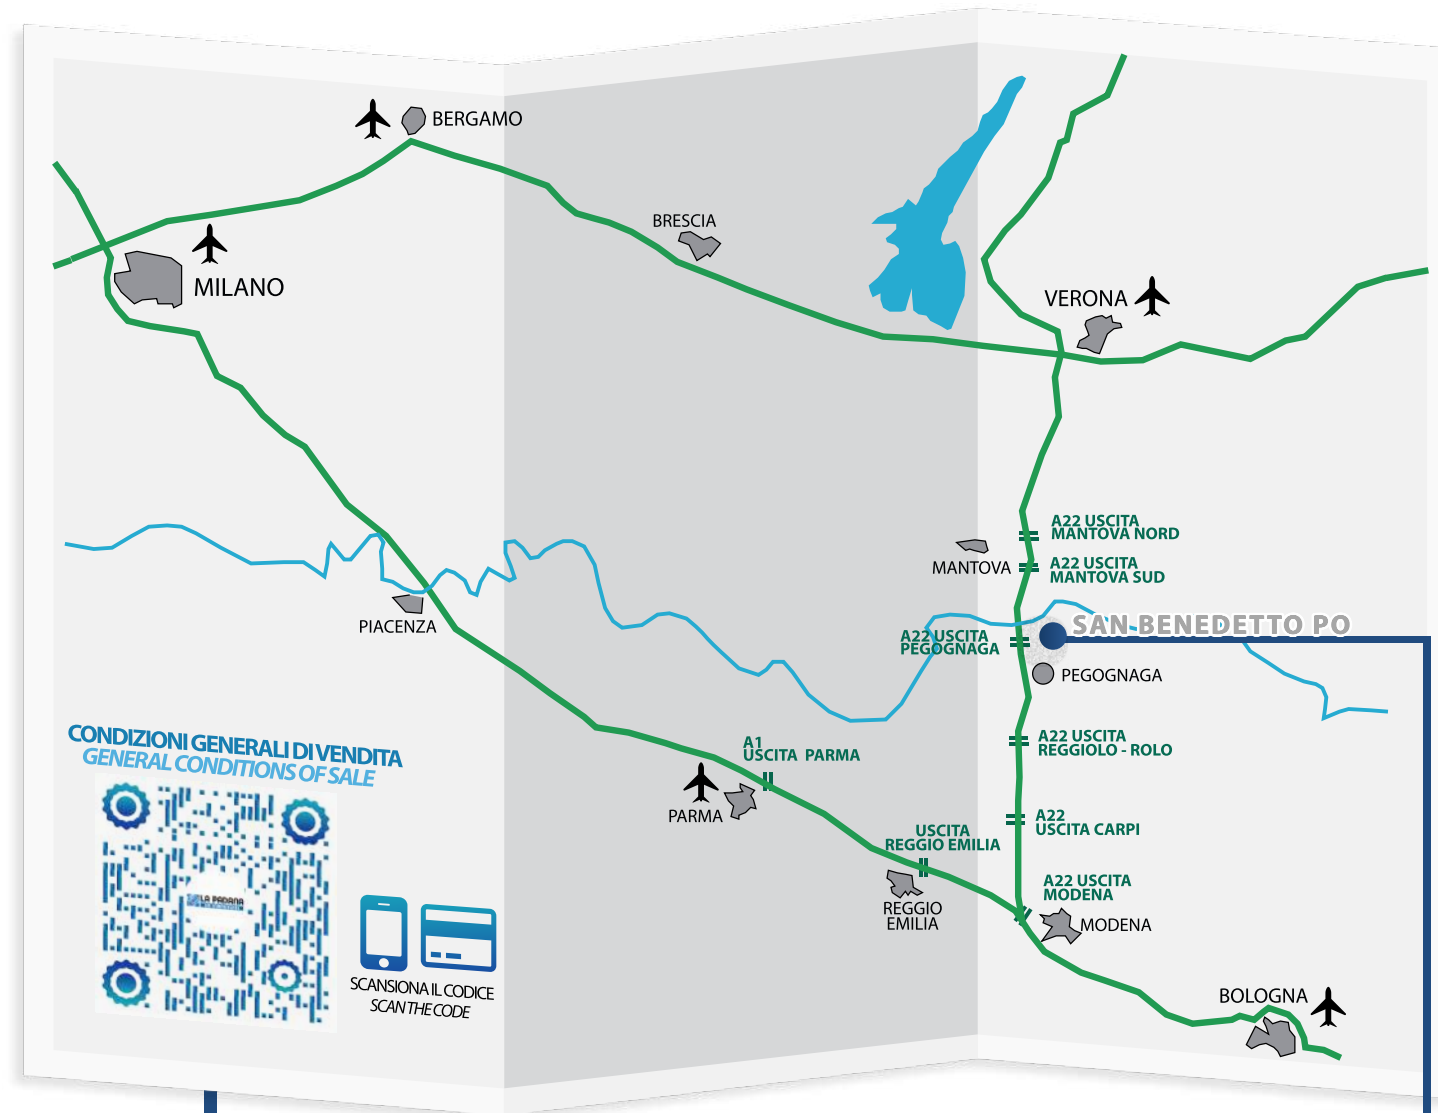 BERGAMO
BRESCIA
MILANO
VERONA
A22 USCITA
MANTOVA NORD
MANTOVA
A22 USCITA
MANTOVA SUD
PIACENZA
SAN BENEDETTO PO
A22 USCITA
PEGOGNAGA
PEGOGNAGA
CONDIZIONI GENERALI DI VENDITA
GENERAL CONDITIONS OF SALE
A1
USCITA PARMA
A22 USCITA
REGGIOLO - ROLO
PARMA
A22
USCITA CARPI
USCITA
REGGIO EMILIA
A22 USCITA
MODENA
LA PADANA
REGGIO
EMILIA
MODENA
SCANSIONA IL CODICE
SCAN THE CODE
BOLOGNA